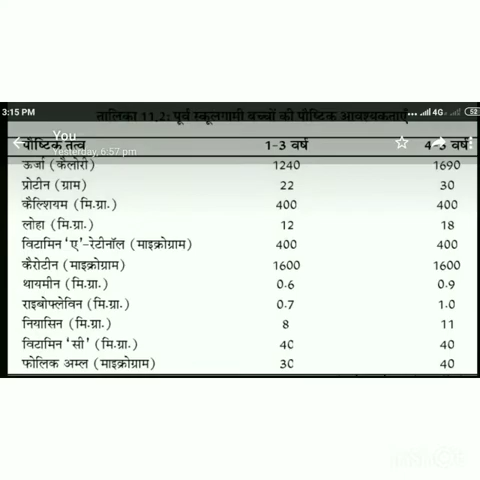 3:15 PM ... 4G 52
तालिका 11.2: पूर्व स्कूलगामी बच्चों की पौष्टिक आवश्यकताएँ
You
Yesterday, 6:57 pm
पौष्टिक तत्व 1-3 वर्ष 4- वर्ष
ऊर्जा (कैलोरी) 1240 1690
प्रोटीन (ग्राम) 22 30
कैल्शियम (मि.ग्रा.) 400 400
लोहा (मि.ग्रा.) 12 18
विटामिन 'ए'-रेटिनॉल (माइक्रोग्राम) 400 400
कैरोटीन (माइक्रोग्राम) 1600 1600
थायमीन (मि.ग्रा.) 0.6 0.9
राइबोफ्लेविन (मि.ग्रा.) 0.7 1.0
नियासिन (मि.ग्रा.) 8 11
विटामिन 'सी' (मि.ग्रा.) 40 40
फोलिक अम्ल (माइक्रोग्राम) 30 40